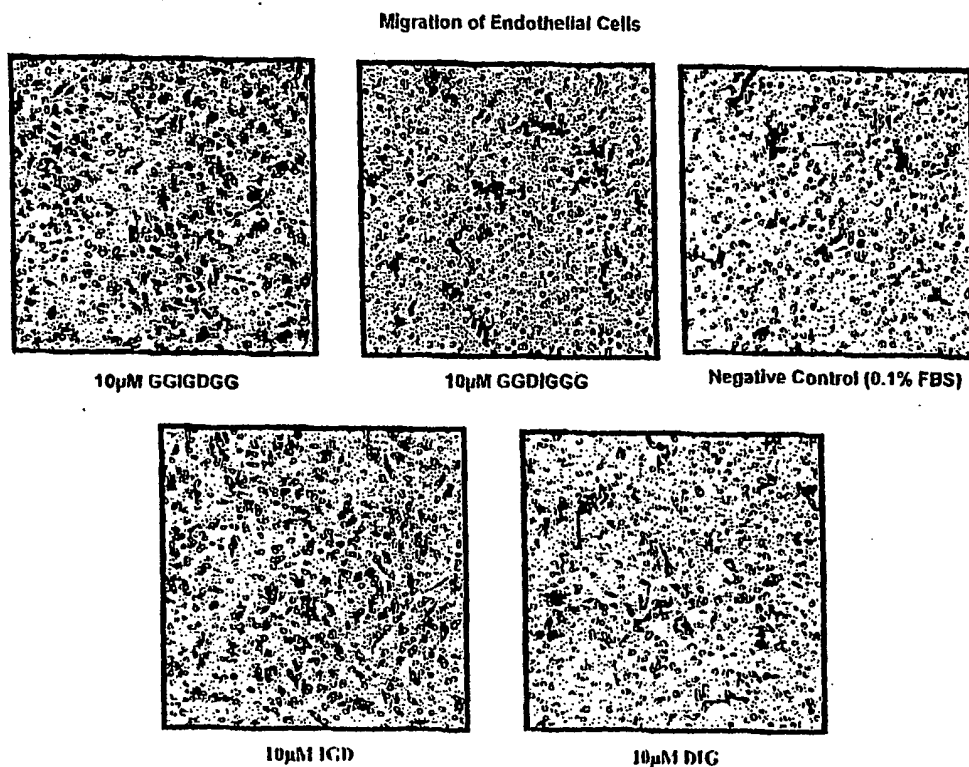 Migration of Endothelial Cells
10µM GGIGDGG
10µM GGDIGGG
Negative Control (0.1% FBS)
10µM IGD
10µM DIG